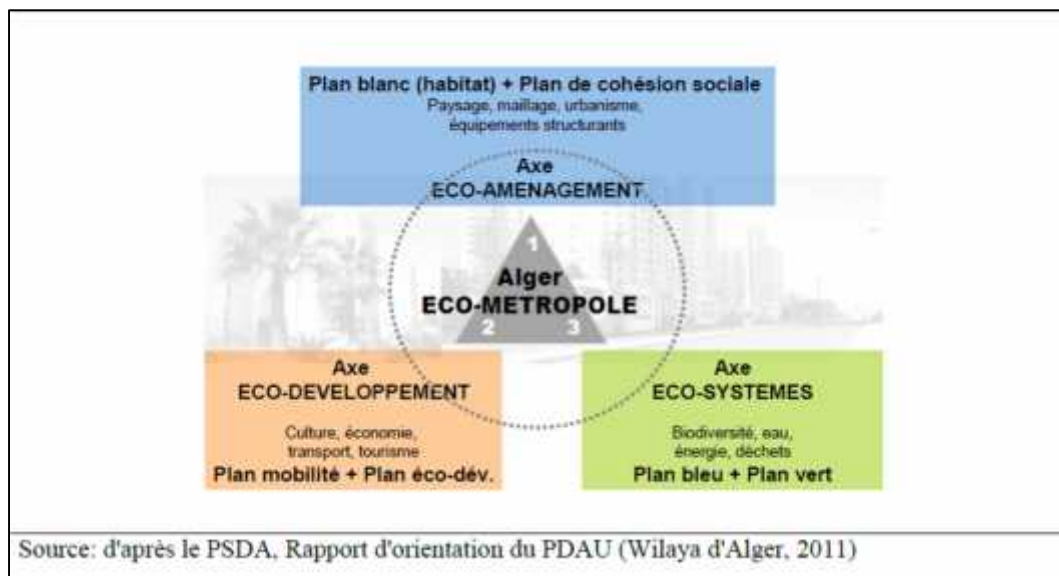 Plan blanc (habitat) + Plan de cohésion sociale
Paysage, maillage, urbanisme,
équipements structurants
Axe
ECO-AMENAGEMENT
1
Alger
ECO-METROPOLE
2 3
Axe
ECO-DEVELOPPEMENT
Culture, économie,
transport, tourisme
Plan mobilité + Plan éco-dév.
Axe
ECO-SYSTEMES
Biodiversité, eau,
énergie, déchets
Plan bleu + Plan vert
Source: d'après le PSDA, Rapport d'orientation du PDAU (Wilaya d'Alger, 2011)